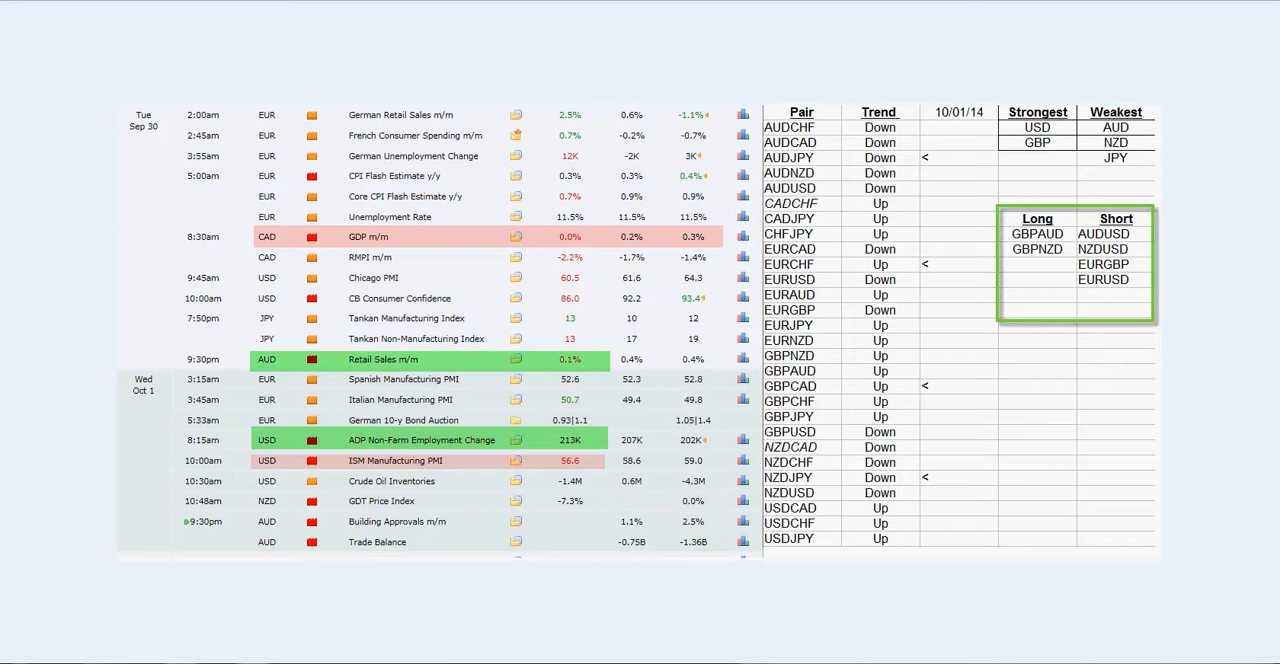 Tue Sep 30 2:00am EUR German Retail Sales m/m 2.5% 0.6% -1.1%
2:45am EUR French Consumer Spending m/m 0.7% -0.2% -0.7%
3:55am EUR German Unemployment Change 12K -2K 3K
5:00am EUR CPI Flash Estimate y/y 0.3% 0.3% 0.4%
EUR Core CPI Flash Estimate y/y 0.7% 0.9% 0.9%
EUR Unemployment Rate 11.5% 11.5% 11.5%
8:30am CAD GDP m/m 0.0% 0.2% 0.3%
CAD RMPI m/m -2.2% -1.7% -1.4%
9:45am USD Chicago PMI 60.5 61.6 64.3
10:00am USD CB Consumer Confidence 86.0 92.2 93.4
7:50pm JPY Tankan Manufacturing Index 13 10 12
JPY Tankan Non-Manufacturing Index 13 17 19
9:30pm AUD Retail Sales m/m 0.1% 0.4% 0.4%
Wed Oct 1 3:15am EUR Spanish Manufacturing PMI 52.6 52.3 52.8
3:45am EUR Italian Manufacturing PMI 50.7 49.4 49.8
5:33am EUR German 10-y Bond Auction 0.93|1.1 1.05|1.4
8:15am USD ADP Non-Farm Employment Change 213K 207K 202K
10:00am USD ISM Manufacturing PMI 56.6 58.6 59.0
10:30am USD Crude Oil Inventories -1.4M 0.6M -4.3M
10:48am NZD GDT Price Index -7.3% 0.0%
9:30pm AUD Building Approvals m/m 1.1% 2.5%
AUD Trade Balance -0.75B -1.36B
Pair Trend 10/01/14 Strongest Weakest
AUDCHF Down USD AUD
AUDCAD Down GBP NZD
AUDJPY Down < JPY
AUDNZD Down
AUDUSD Down
CADCHF Up
CADJPY Up Long Short
CHFJPY Up GBPAUD AUDUSD
EURCAD Down GBPNZD NZDUSD
EURCHF Up < EURGBP
EURUSD Down EURUSD
EURAUD Up
EURGBP Down
EURJPY Up
EURNZD Up
GBPNZD Up
GBPAUD Up
GBPCAD Up <
GBPCHF Up
GBPJPY Up
GBPUSD Down
NZDCAD Down
NZDCHF Down
NZDJPY Down <
NZDUSD Down
USDCAD Up
USDCHF Up
USDJPY Up